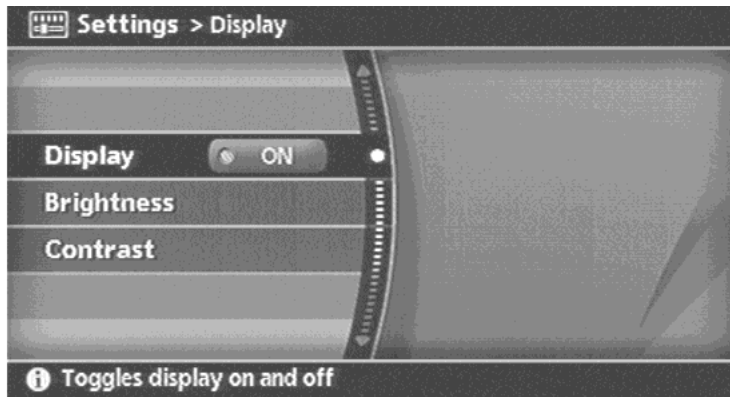 Settings > Display
Display ON
Brightness
Contrast
Toggles display on and off